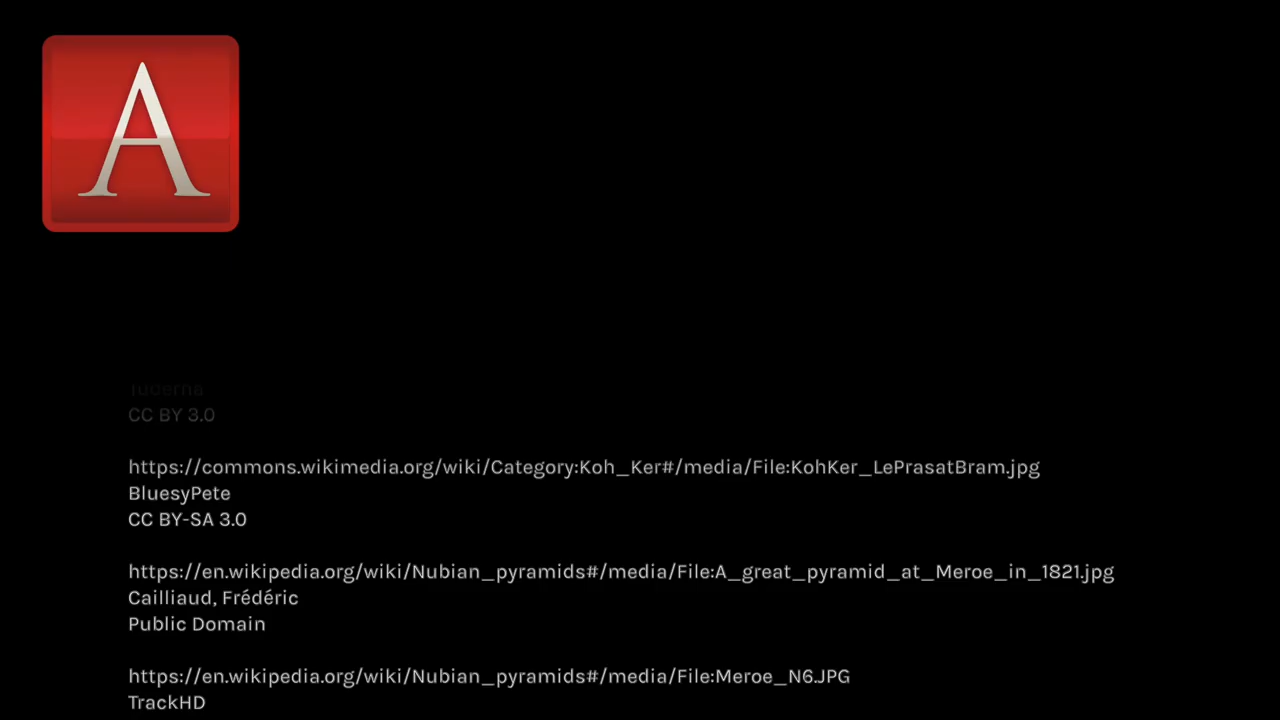 A
CC BY 3.0
https://commons.wikimedia.org/wiki/Category:Koh_Ker#/media/File:KohKer_LePrasatBram.jpg
BluesyPete
CC BY-SA 3.0
https://en.wikipedia.org/wiki/Nubian_pyramids#/media/File:A_great_pyramid_at_Meroe_in_1821.jpg
Cailliaud, Frédéric
Public Domain
https://en.wikipedia.org/wiki/Nubian_pyramids#/media/File:Meroe_N6.JPG
TrackHD